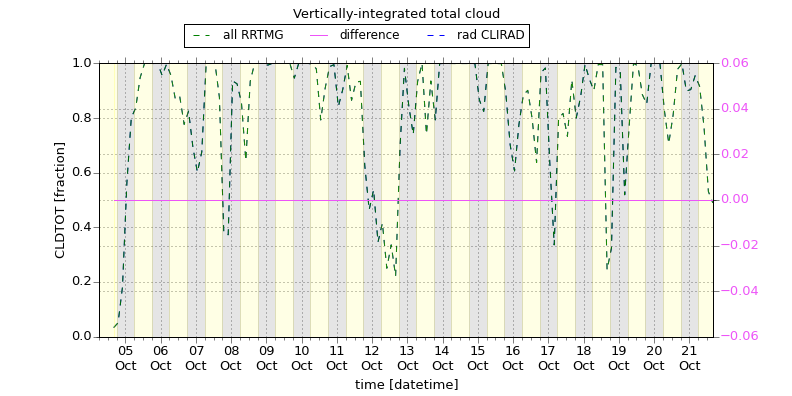 Vertically-integrated total cloud
all RRTMG difference rad CLIRAD
1.0 0.06
0.8 0.04
0.6 0.02
0.4 0.00
0.2 −0.02
0.0 −0.04
−0.06
CLDTOT [fraction]
05 06 07 08 09 10 11 12 13 14 15 16 17 18 19 20 21
Oct Oct Oct Oct Oct Oct Oct Oct Oct Oct Oct Oct Oct Oct Oct Oct Oct
time [datetime]